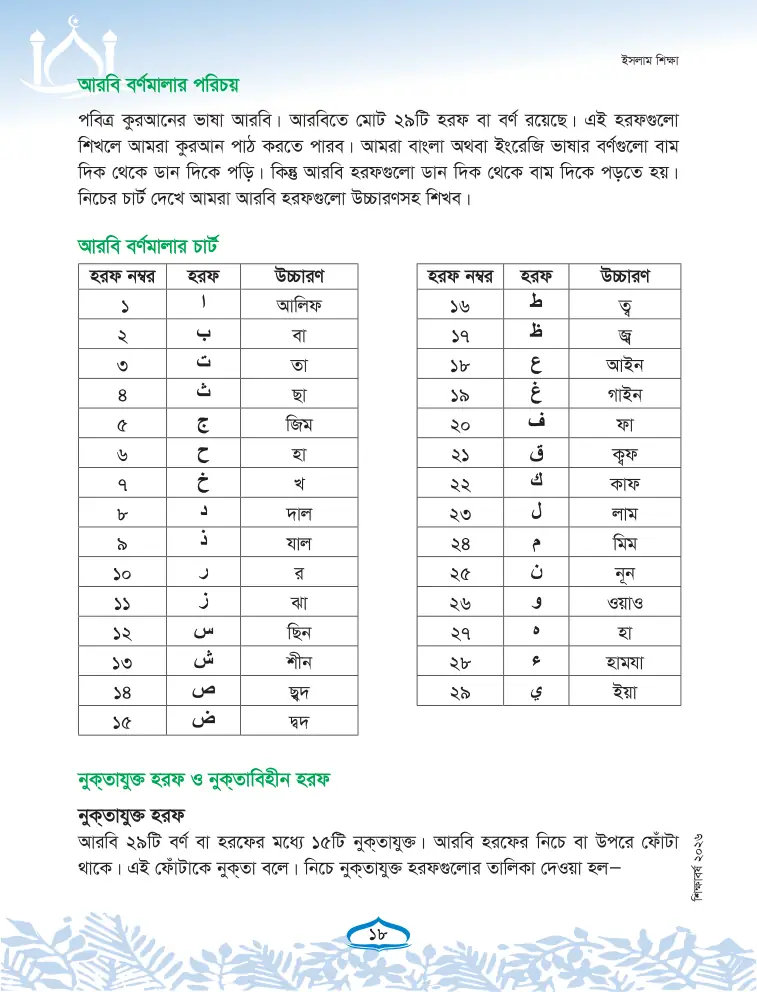 ইসলাম শিক্ষা
আরবি বর্ণমালার পরিচয়
পবিত্র কুরআনের ভাষা আরবি। আরবিতে মোট ২৯টি হরফ বা বর্ণ রয়েছে। এই হরফগুলো
শিখলে আমরা কুরআন পাঠ করতে পারব। আমরা বাংলা অথবা ইংরেজি ভাষার বর্ণগুলো বাম
দিক থেকে ডান দিকে পড়ি। কিন্তু আরবি হরফগুলো ডান দিক থেকে বাম দিকে পড়তে হয়।
নিচের চার্ট দেখে আমরা আরবি হরফগুলো উচ্চারণসহ শিখব।
আরবি বর্ণমালার চার্ট
হরফ নম্বর হরফ উচ্চারণ
১ ا আলিফ
২ ب বা
৩ ت তা
৪ ث ছা
৫ ج জিম
৬ ح হা
৭ خ খ
৮ د দাল
৯ ذ যাল
১০ ر র
১১ ز ঝা
১২ س ছিন
১৩ ش শীন
১৪ ص ছ্বদ
১৫ ض দ্বদ
হরফ নম্বর হরফ উচ্চারণ
১৬ ط ত্ব
১৭ ظ জ্ব
১৮ ع আইন
১৯ غ গাইন
২০ ف ফা
২১ ق ক্বফ
২২ ك কাফ
২৩ ل লাম
২৪ م মিম
২৫ ن নূন
২৬ و ওয়াও
২৭ ه হা
২৮ ء হামযা
২৯ ي ইয়া
নুক্‌তাযুক্ত হরফ ও নুক্‌তাবিহীন হরফ
নুক্‌তাযুক্ত হরফ
আরবি ২৯টি বর্ণ বা হরফের মধ্যে ১৫টি নুক্‌তাযুক্ত। আরবি হরফের নিচে বা উপরে ফোঁটা
থাকে। এই ফোঁটাকে নুক্‌তা বলে। নিচে নুক্‌তাযুক্ত হরফগুলোর তালিকা দেওয়া হল–
শিক্ষাবর্ষ ২০২৬
১৮